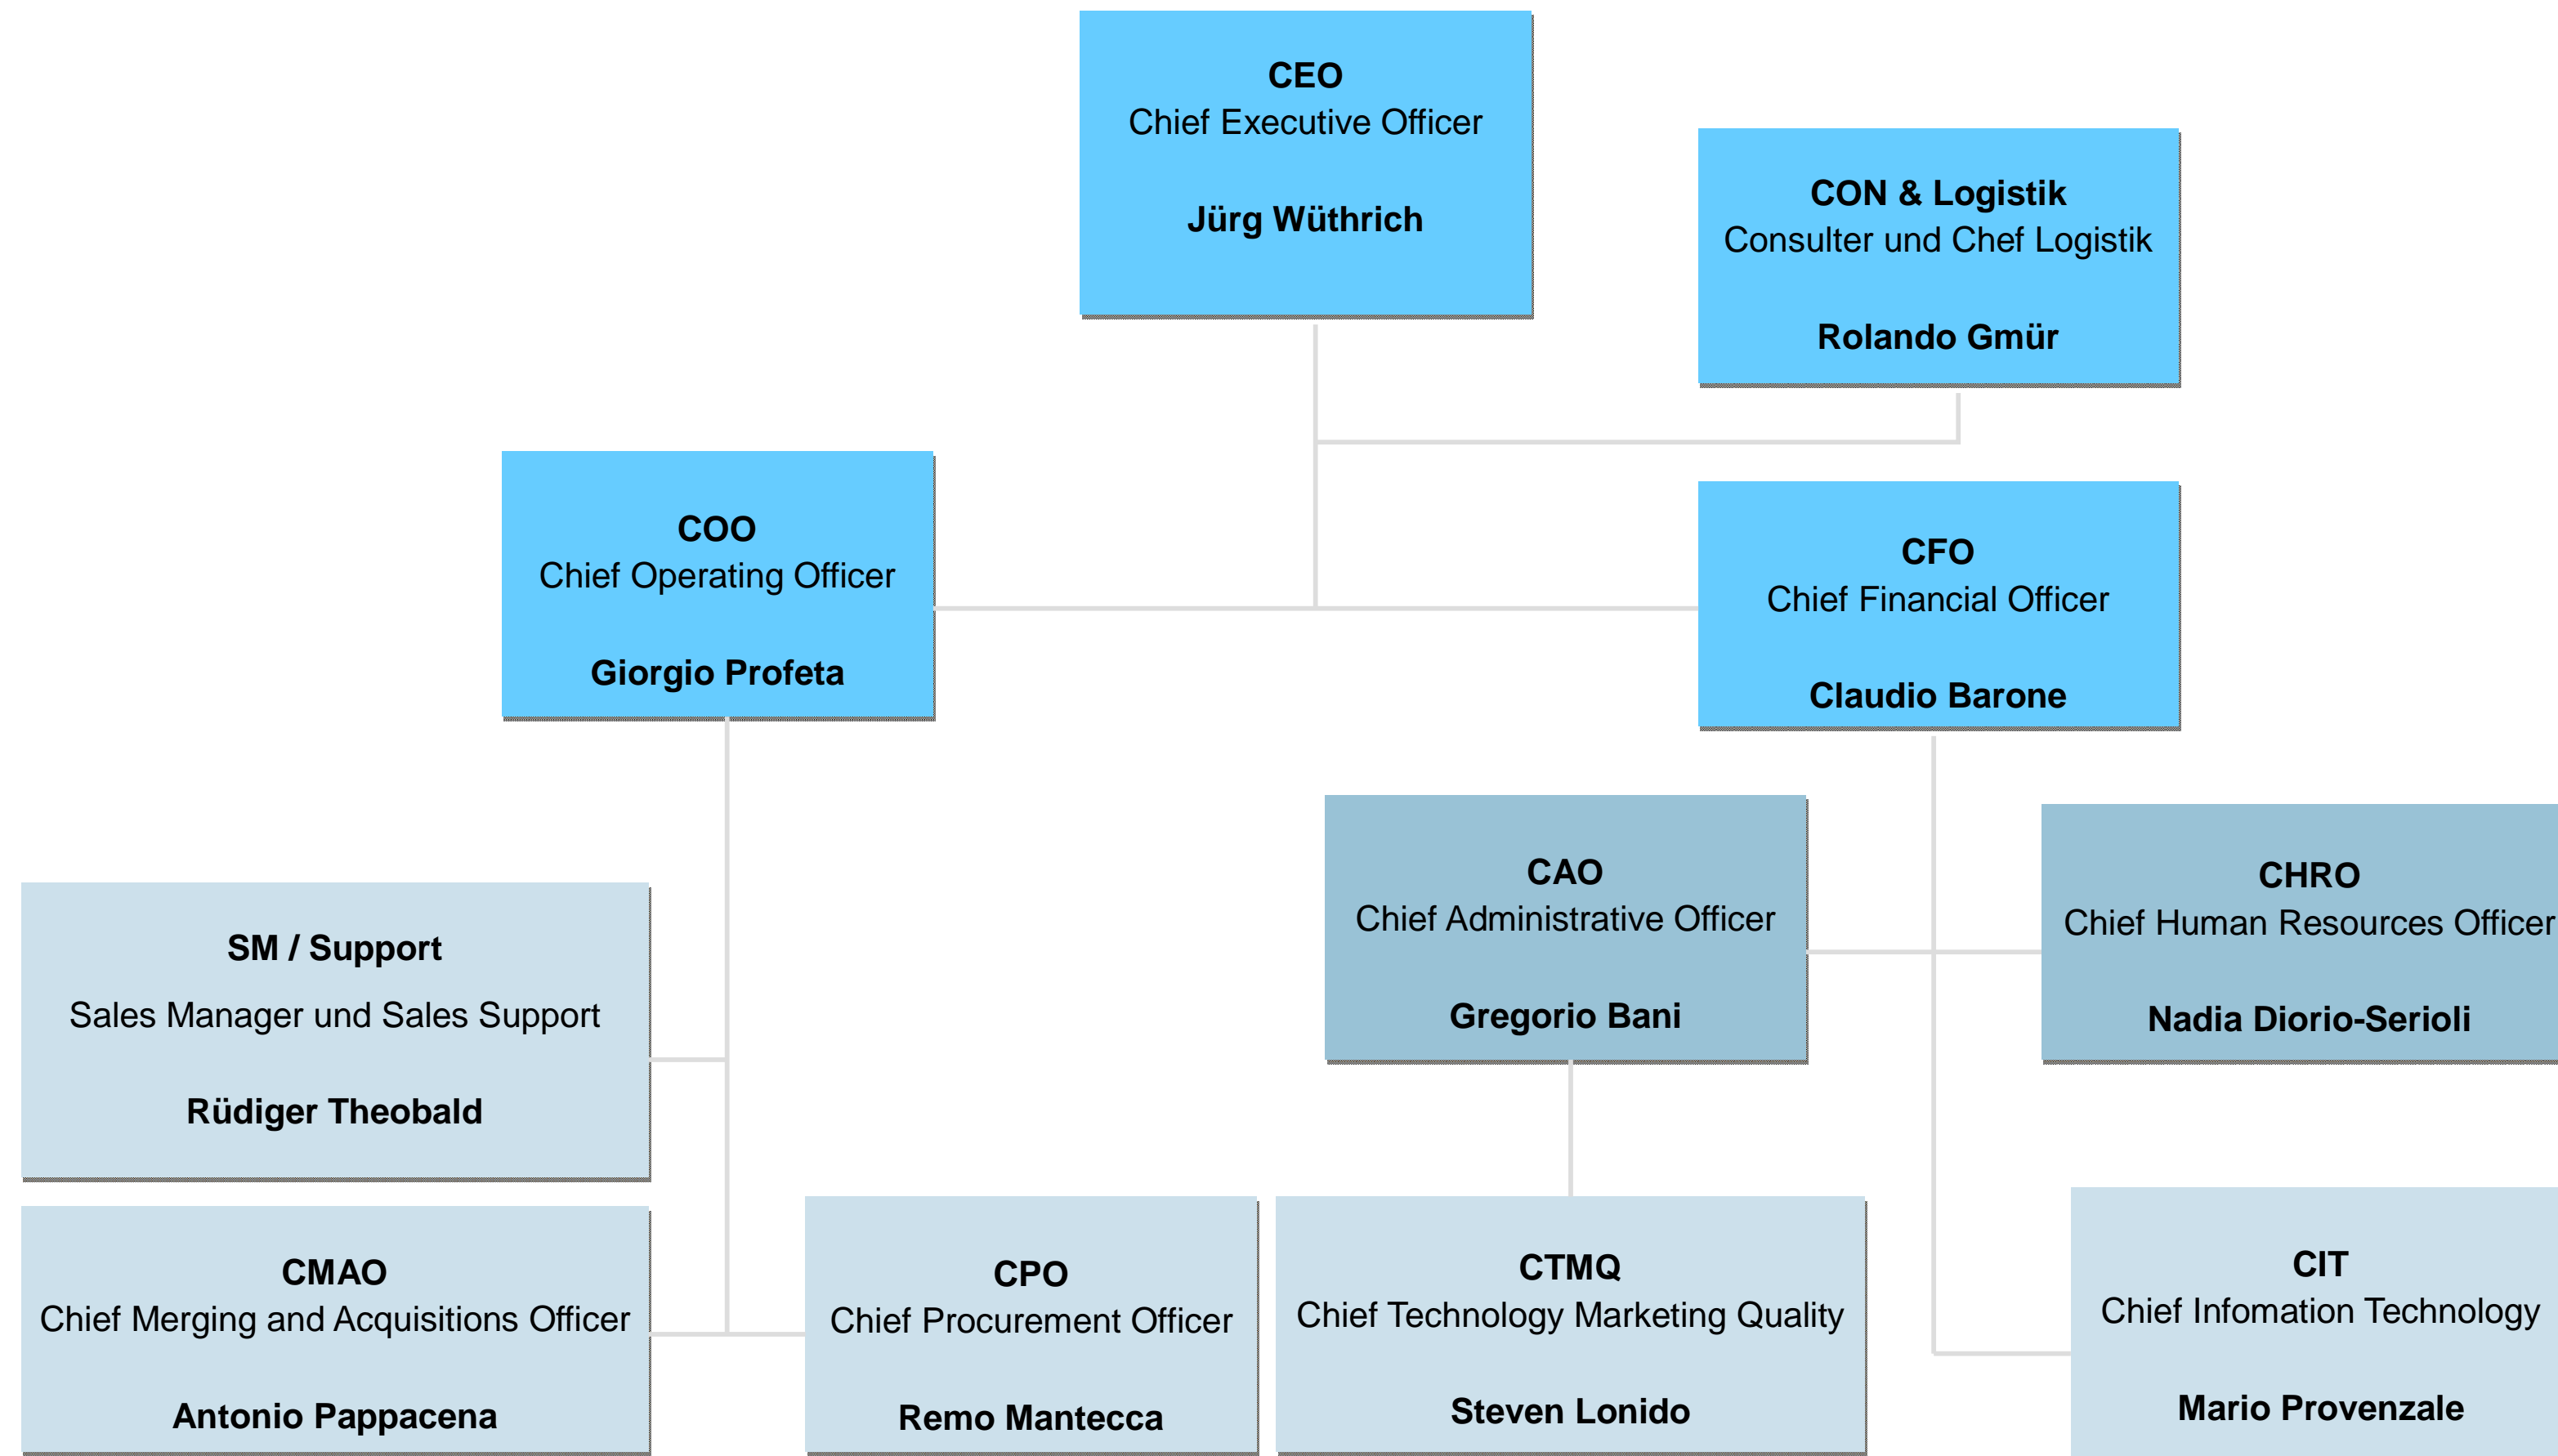 CEO
Chief Executive Officer
Jürg Wüthrich
CON & Logistik
Consulter und Chef Logistik
Rolando Gmür
COO
Chief Operating Officer
Giorgio Profeta
CFO
Chief Financial Officer
Claudio Barone
CAO
Chief Administrative Officer
Gregorio Bani
CHRO
Chief Human Resources Officer
Nadia Diorio-Serioli
SM / Support
Sales Manager und Sales Support
Rüdiger Theobald
CMAO
Chief Merging and Acquisitions Officer
Antonio Pappacena
CPO
Chief Procurement Officer
Remo Mantecca
CTMQ
Chief Technology Marketing Quality
Steven Lonido
CIT
Chief Infomation Technology
Mario Provenzale